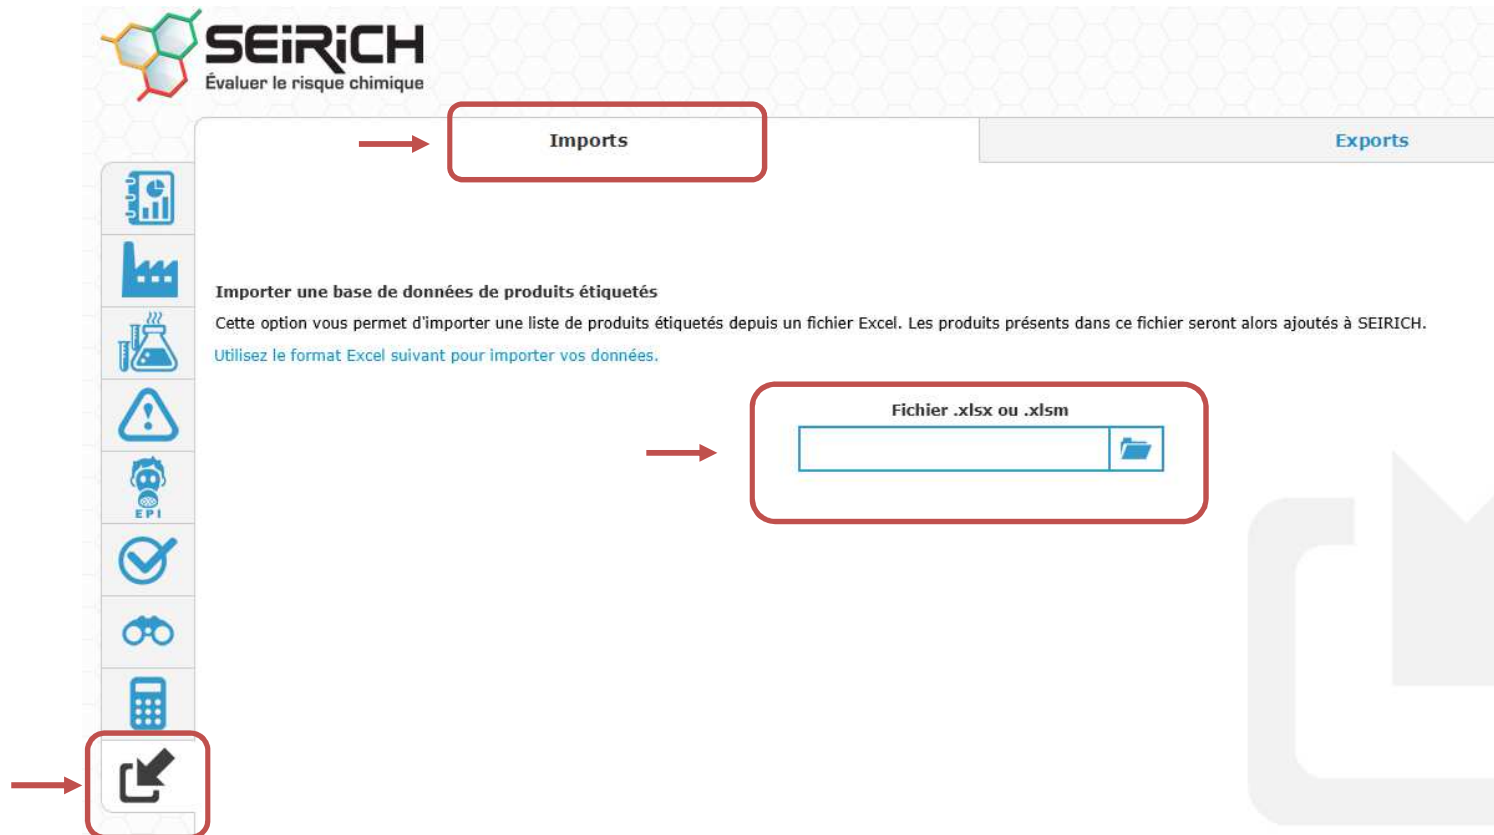 SEiRiCH
Évaluer le risque chimique
Imports
Exports
Importer une base de données de produits étiquetés
Cette option vous permet d'importer une liste de produits étiquetés depuis un fichier Excel. Les produits présents dans ce fichier seront alors ajoutés à SEIRICH.
Utilisez le format Excel suivant pour importer vos données.
Fichier .xlsx ou .xlsm
EPI